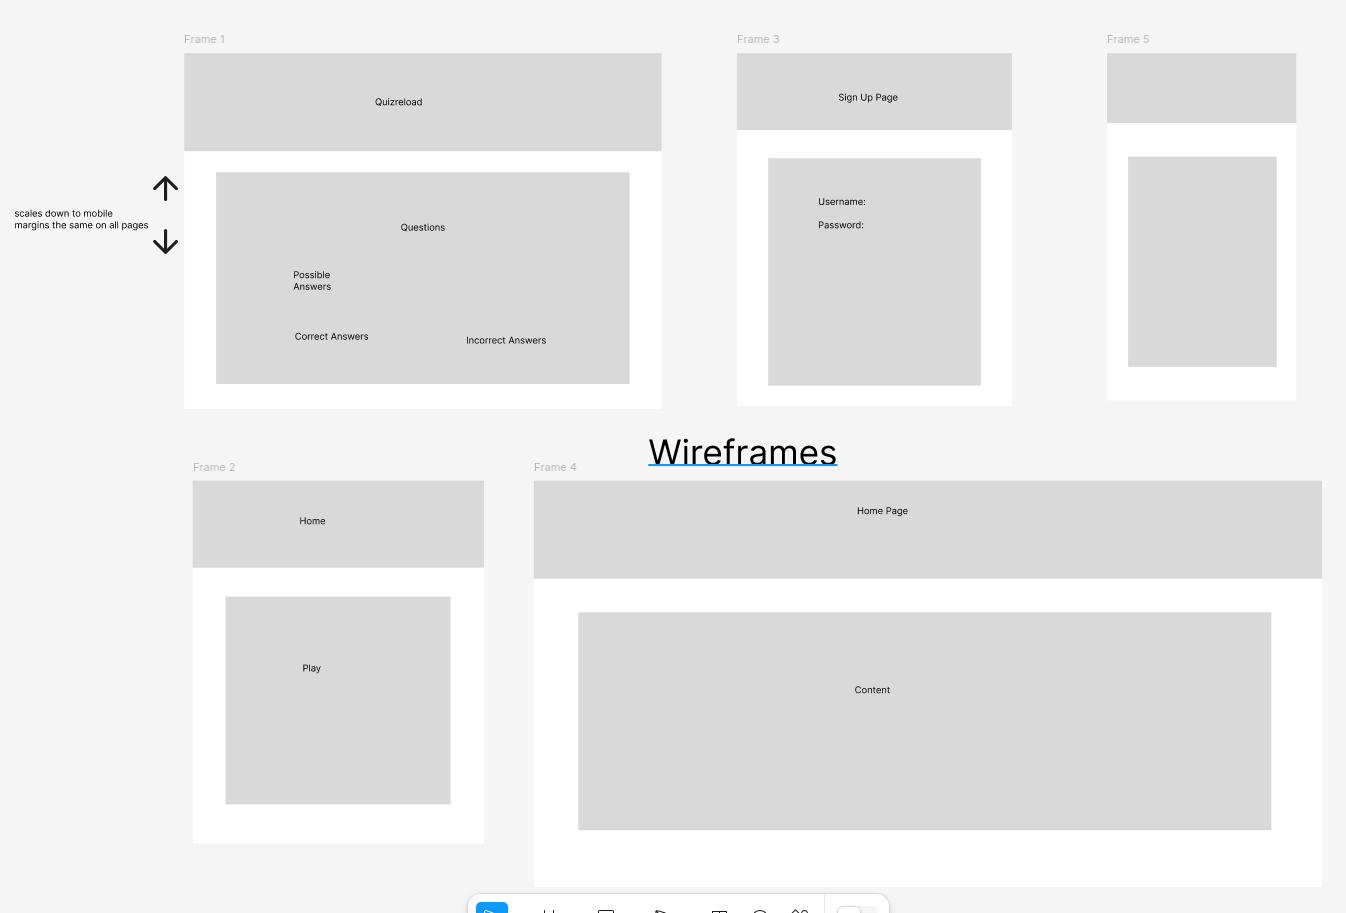 Frame 1
Quizreload
scales down to mobile
margins the same on all pages
Questions
Possible
Answers
Correct Answers
Incorrect Answers
Frame 3
Sign Up Page
Username:
Password:
Frame 5
Wireframes
Frame 2
Home
Play
Frame 4
Home Page
Content